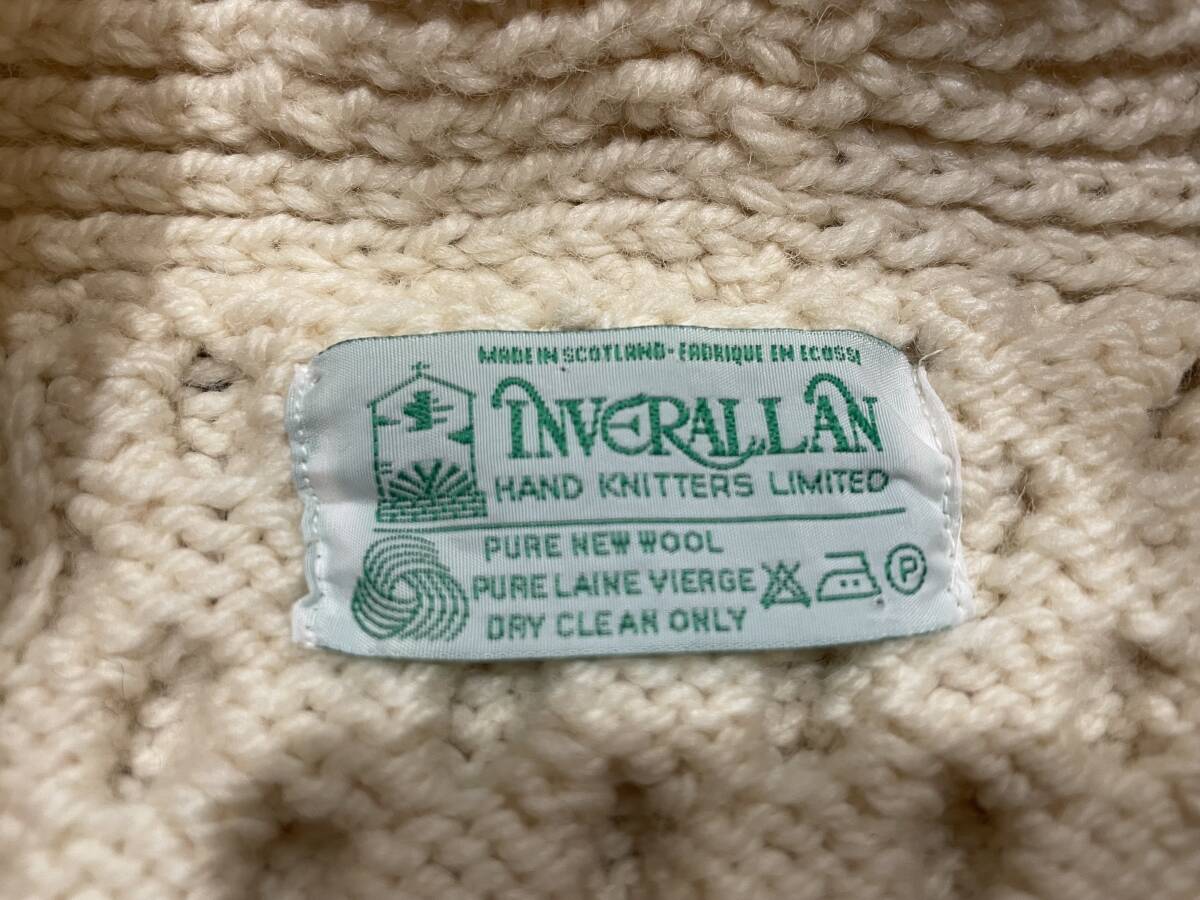 MADE IN SCOTLAND - FABRIQUE EN ECOSSE
INVERALLAN
HAND KNITTERS LIMITED
PURE NEW WOOL
PURE LAINE VIERGE
P
DRY CLEAN ONLY